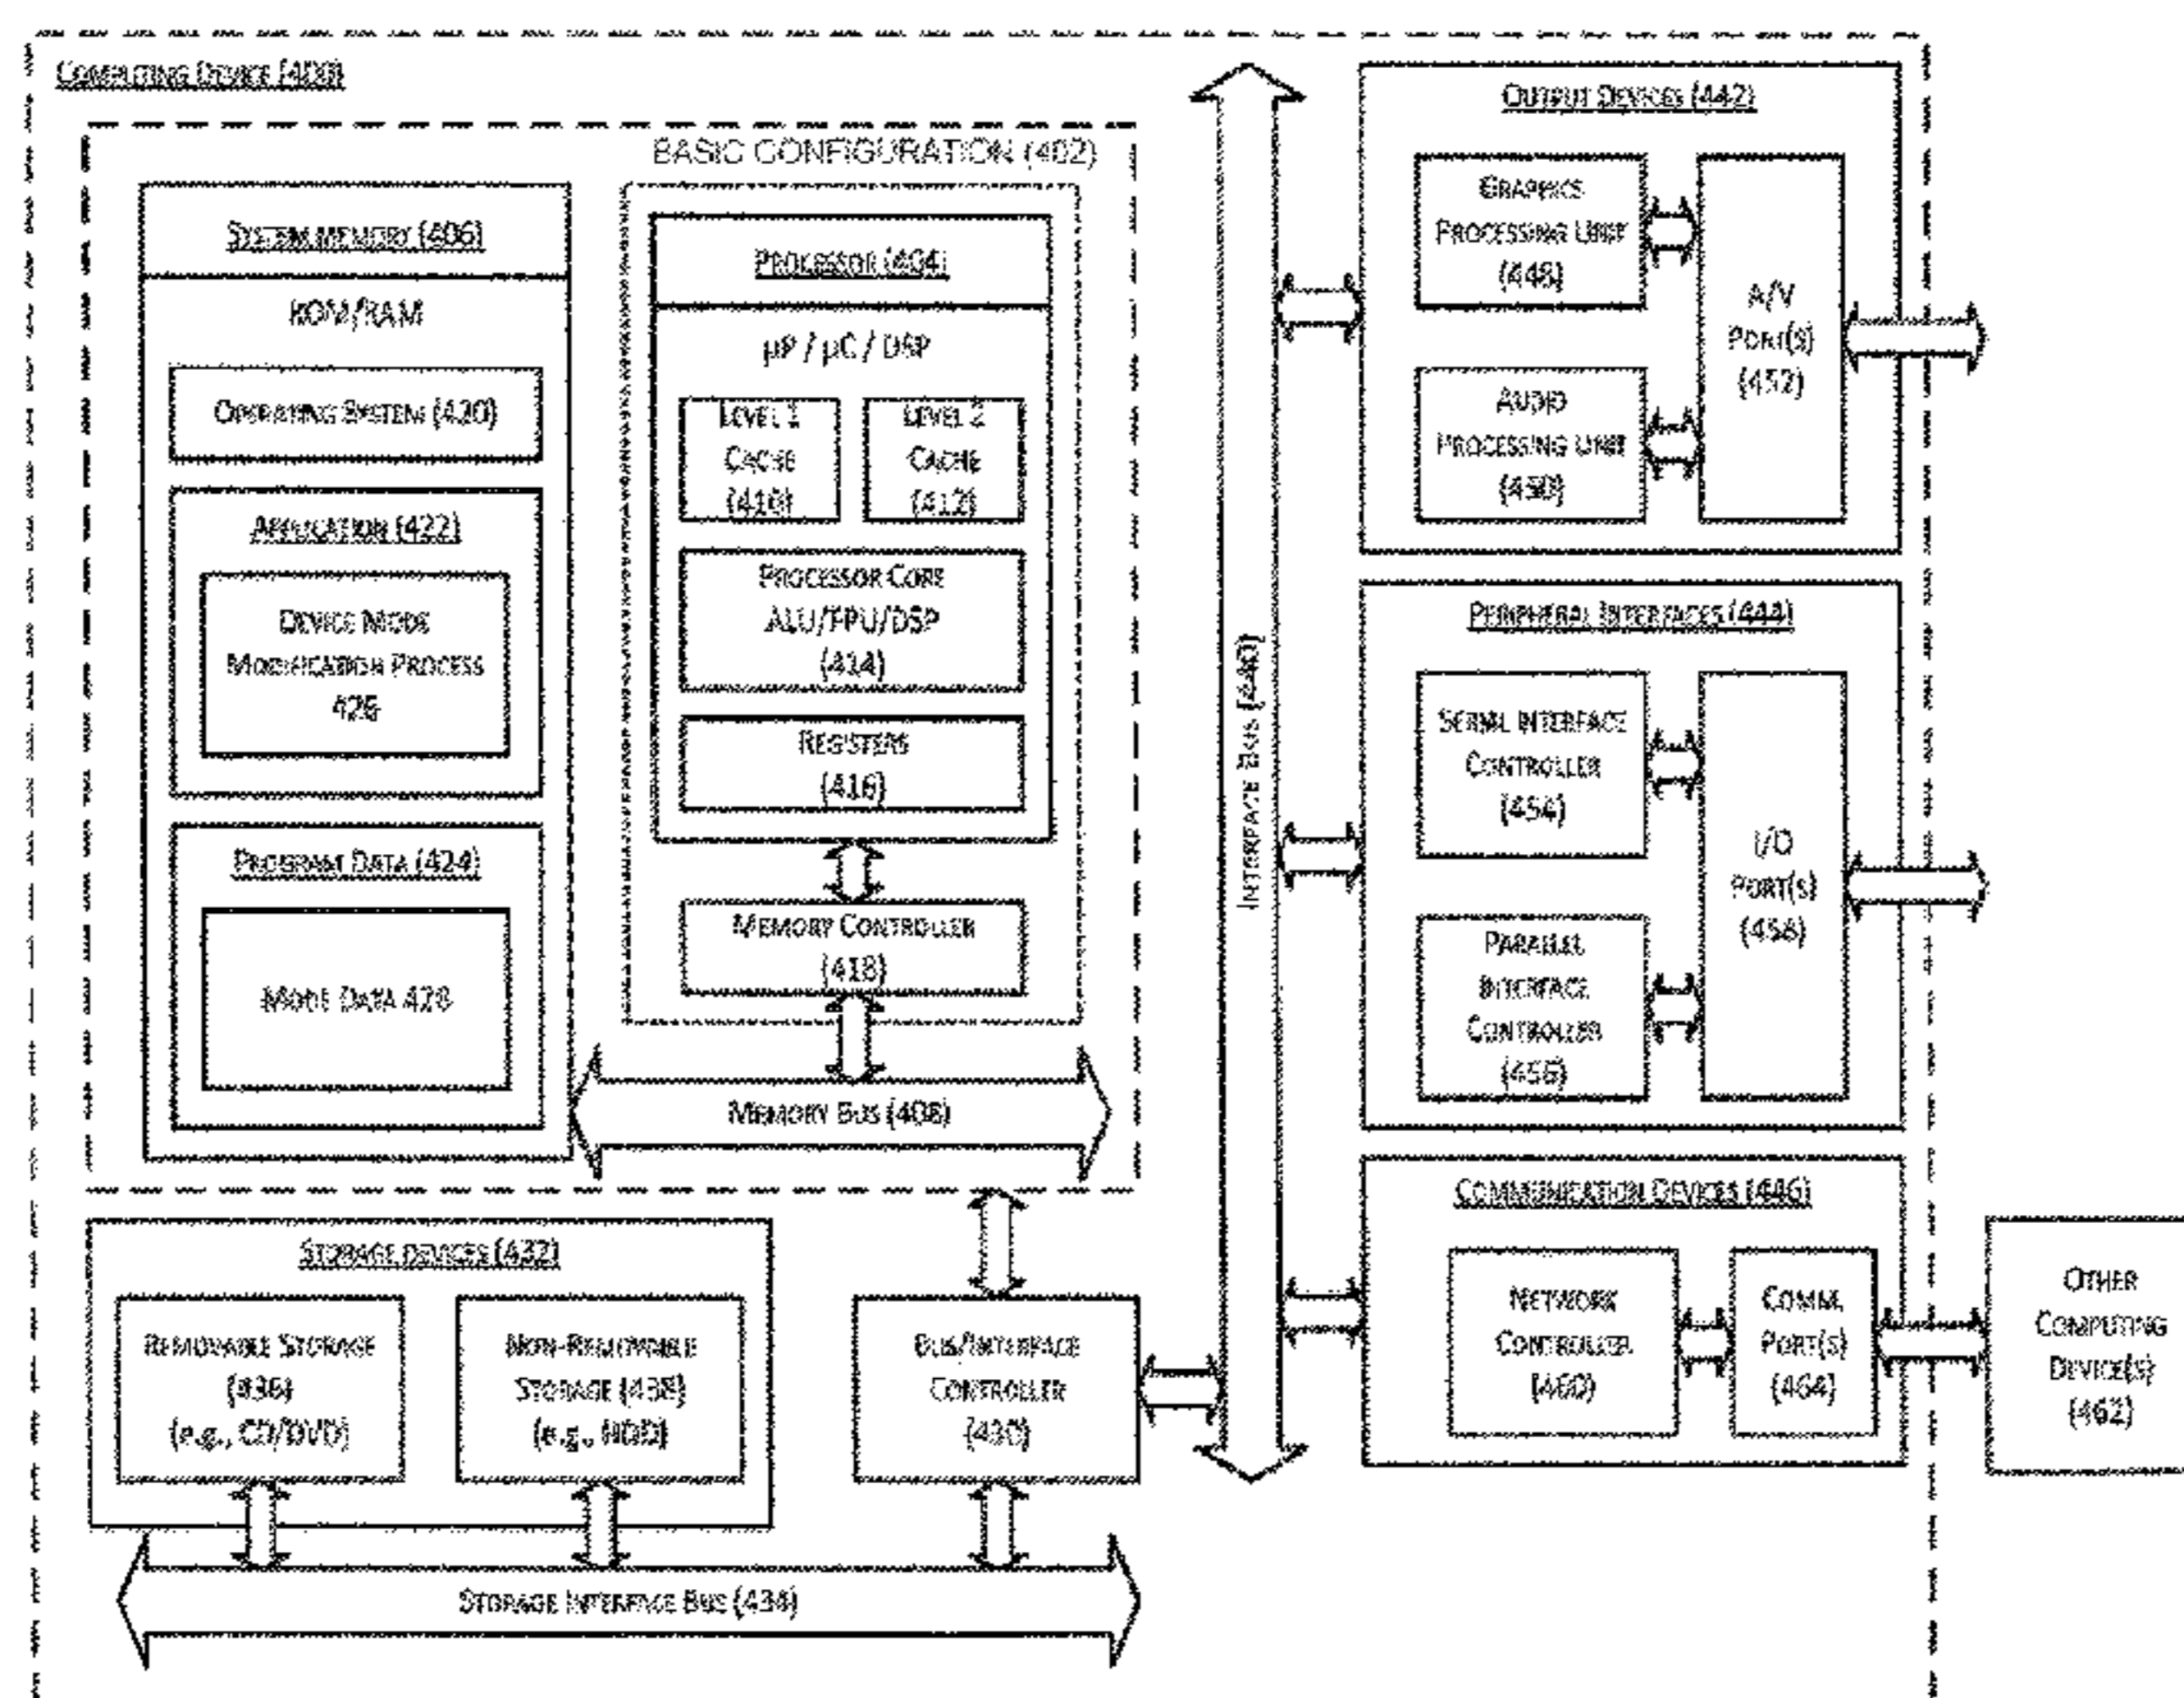 COMPUTING DEVICE (400)
BASIC CONFIGURATION (402)
SYSTEM MEMORY (406)
ROM/RAM
OPERATING SYSTEM (420)
APPLICATION (422)
DEVICE MODE
MODIFICATION PROCESS
426
PROGRAM DATA (424)
MODE DATA 428
PROCESSOR (404)
µP / µC / DSP
LEVEL 1
CACHE
(410)
LEVEL 2
CACHE
(412)
PROCESSOR CORE
ALU/FPU/DSP
(414)
REGISTERS
(416)
MEMORY CONTROLLER
(418)
MEMORY BUS (408)
STORAGE DEVICES (432)
REMOVABLE STORAGE
(436)
(e.g., CD/DVD)
NON-REMOVABLE
STORAGE (438)
(e.g., HDD)
BUS/INTERFACE
CONTROLLER
(430)
STORAGE INTERFACE BUS (434)
INTERFACE BUS (440)
OUTPUT DEVICES (442)
GRAPHICS
PROCESSING UNIT
(448)
AUDIO
PROCESSING UNIT
(450)
A/V
PORT(S)
(452)
PERIPHERAL INTERFACES (444)
SERIAL INTERFACE
CONTROLLER
(454)
PARALLEL
INTERFACE
CONTROLLER
(456)
I/O
PORT(S)
(458)
COMMUNICATION DEVICES (446)
NETWORK
CONTROLLER
(460)
COMM.
PORT(S)
(464)
OTHER
COMPUTING
DEVICE(S)
(462)